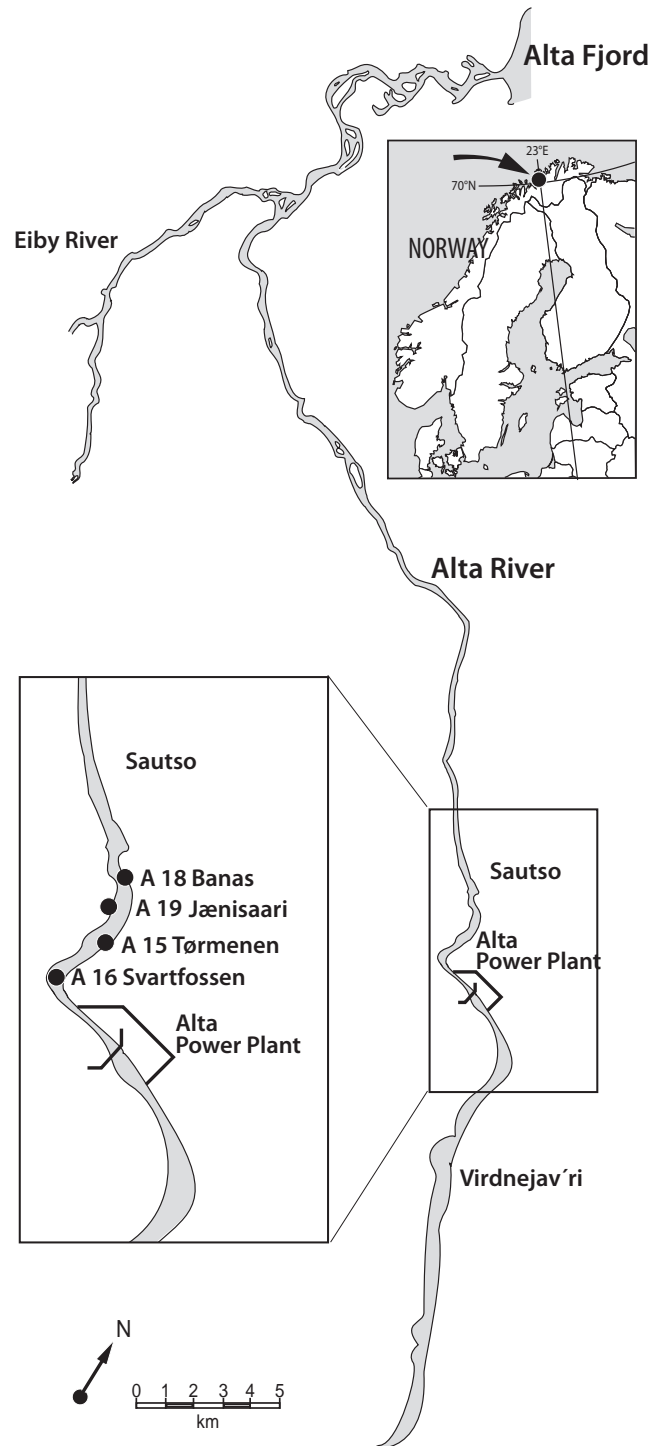 Alta Fjord
23°E
70°N
NORWAY
Eiby River
Alta River
Sautso
A 18 Banas
A 19 Jænisaari
A 15 Tørmenen
A 16 Svartfossen
Alta
Power Plant
Sautso
Alta
Power Plant
Virdnejav´ri
N
0 1 2 3 4 5
km